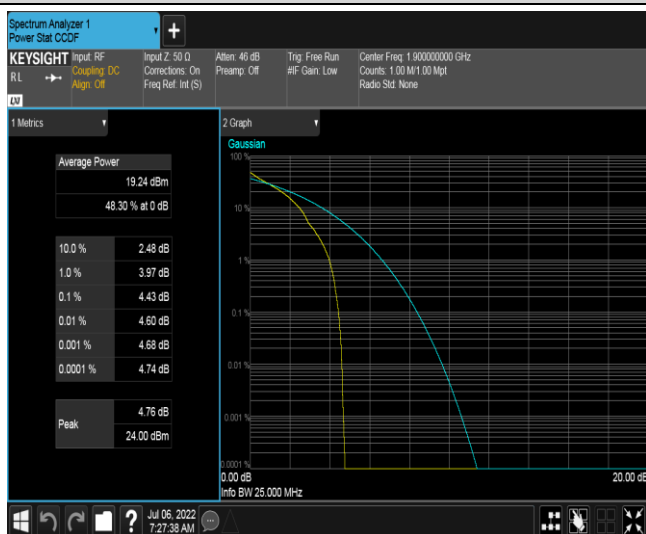 Spectrum Analyzer 1
Power Stat CCDF
+
KEYSIGHT
RL
LXI
Input: RF
Coupling: DC
Align: Off
Input Z: 50 Ω
Corrections: On
Freq Ref: Int (S)
Atten: 46 dB
Preamp: Off
Trig: Free Run
#IF Gain: Low
Center Freq: 1.900000000 GHz
Counts: 1.00 M/1.00 Mpt
Radio Std: None
1 Metrics
Average Power
19.24 dBm
48.30 % at 0 dB
10.0 % 2.48 dB
1.0 % 3.97 dB
0.1 % 4.43 dB
0.01 % 4.60 dB
0.001 % 4.68 dB
0.0001 % 4.74 dB
Peak
4.76 dB
24.00 dBm
2 Graph
Gaussian
100 %
10 %
1 %
0.1 %
0.01 %
0.001 %
0.0001 %
0.00 dB
20.00 dB
Info BW 25.000 MHz
?
Jul 06, 2022
7:27:38 AM